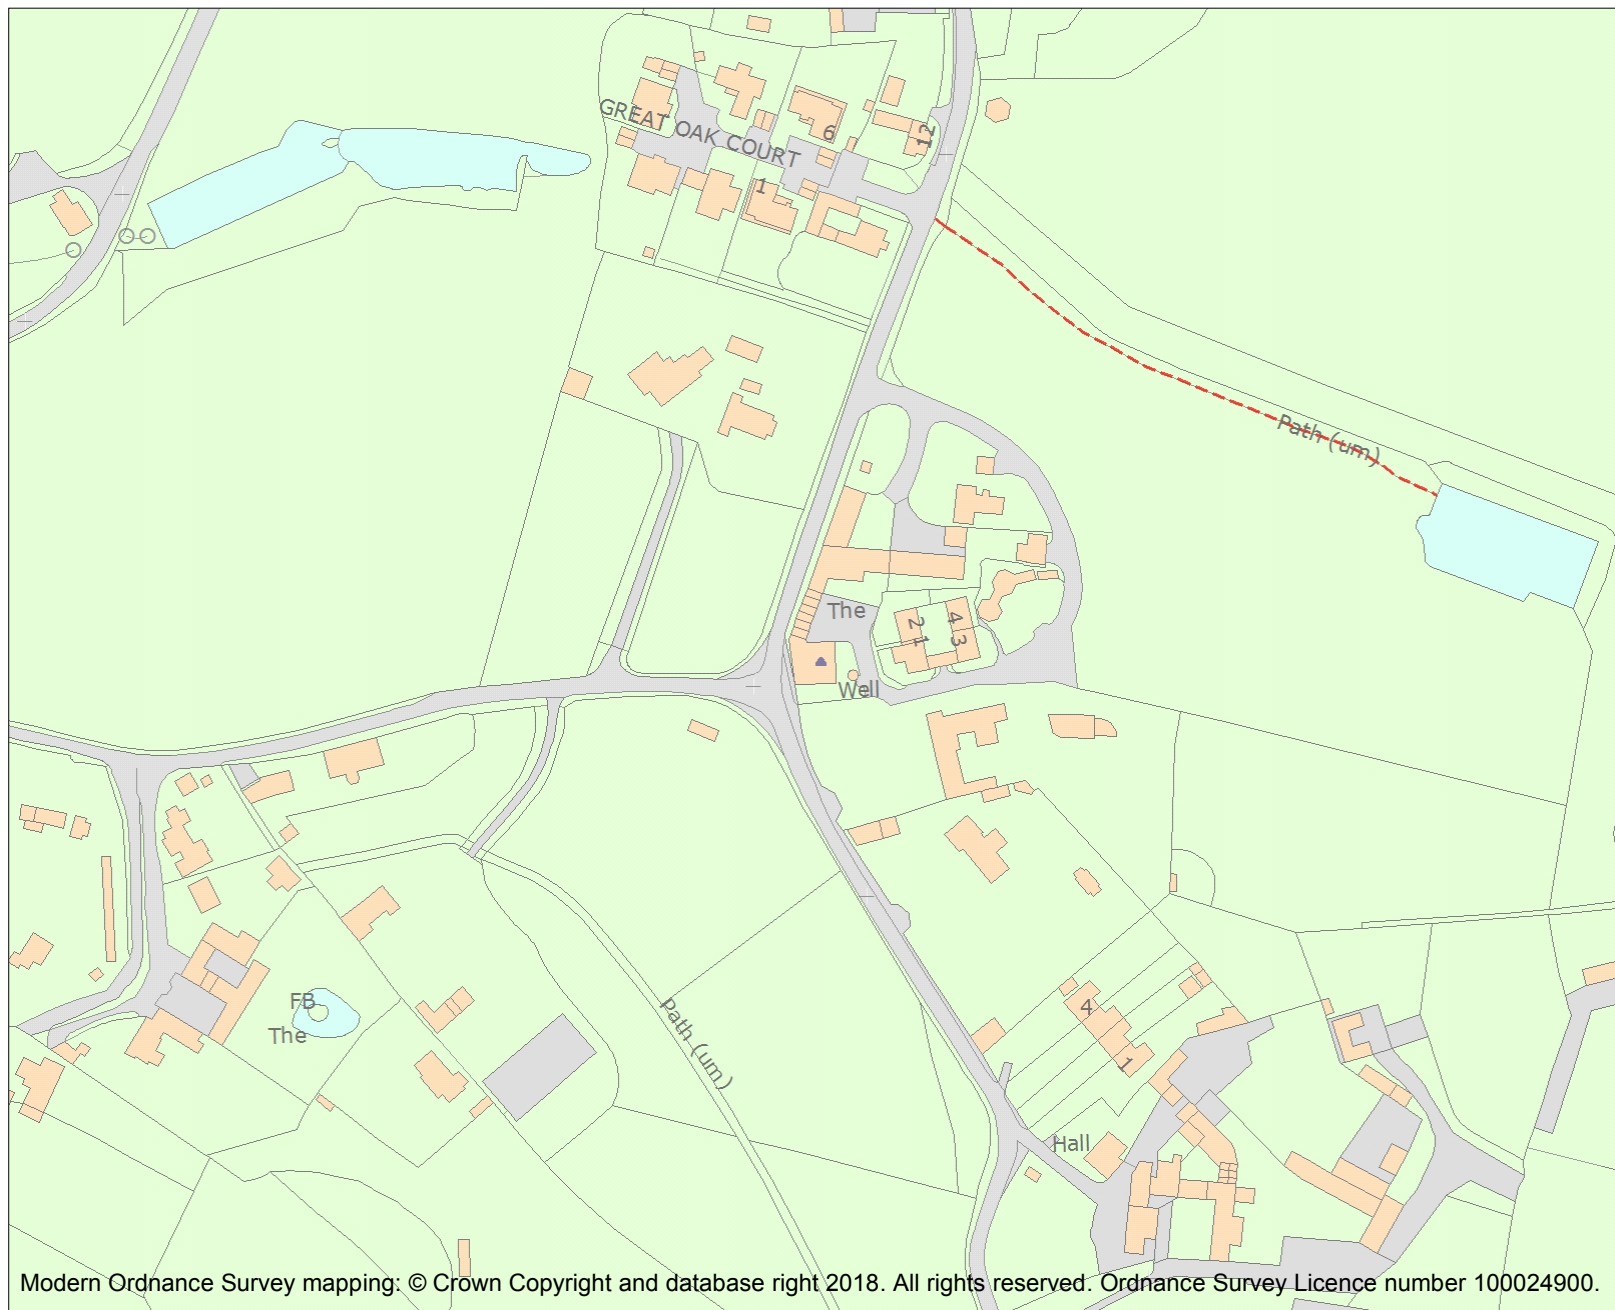 GREAT OAK COURT
6
12
1
Path (um)
The
2
1
4
3
Well
FB
The
Path (um)
4
1
Hall
Modern Ordnance Survey mapping: © Crown Copyright and database right 2018. All rights reserved. Ordnance Survey Licence number 100024900.